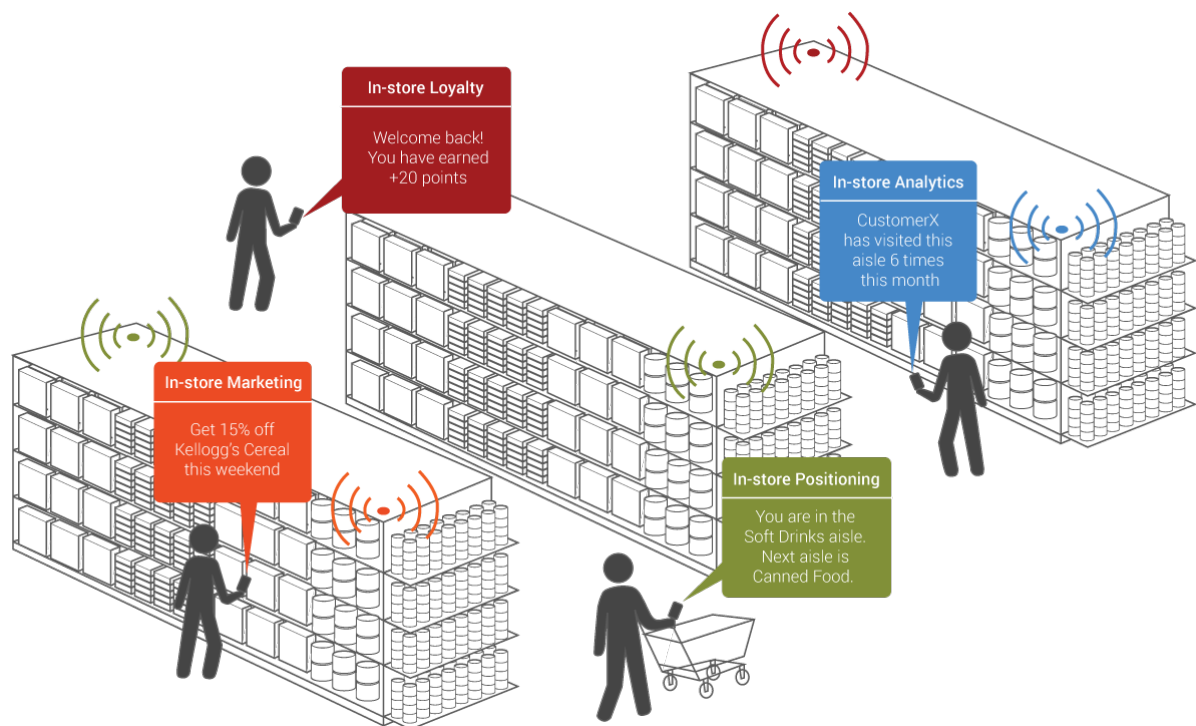 In-store Loyalty
Welcome back!
You have earned
+20 points
In-store Analytics
CustomerX
has visited this
aisle 6 times
this month
In-store Marketing
Get 15% off
Kellogg's Cereal
this weekend
In-store Positioning
You are in the
Soft Drinks aisle.
Next aisle is
Canned Food.